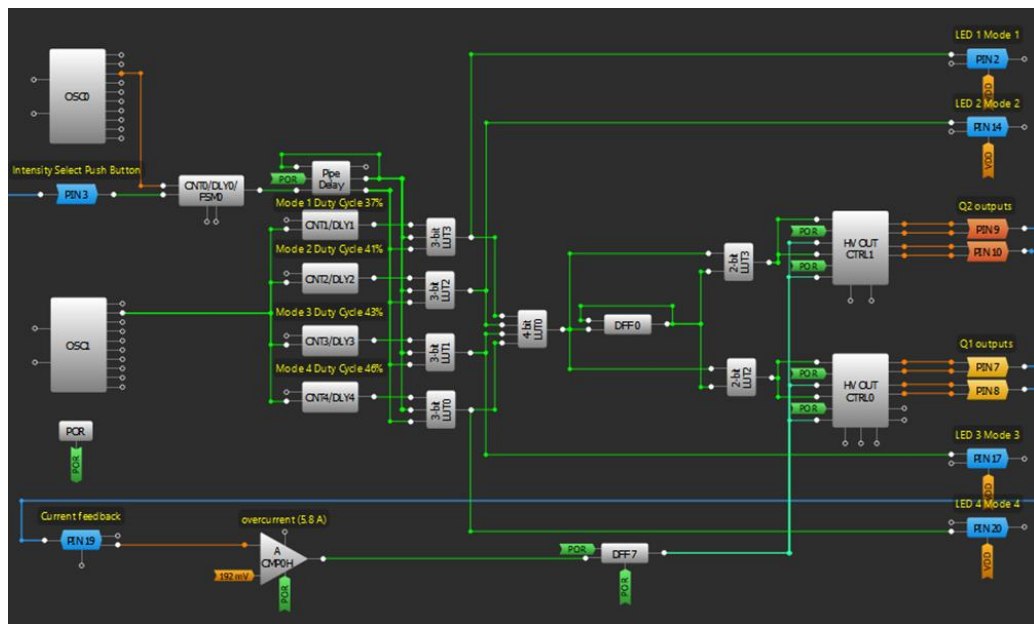 LED 1 Mode 1
PIN 2
VDD
OSC0
LED 2 Mode 2
PIN 14
VDD
Intensity Select Push Button
PIN 3
CNT0/DLY0/
FSM0
POR
Pipe
Delay
Mode 1 Duty Cycle 37%
CNT1/DLY1
3-bit
LUT3
Mode 2 Duty Cycle 41%
CNT2/DLY2
3-bit
LUT2
Mode 3 Duty Cycle 43%
CNT3/DLY3
3-bit
LUT1
Mode 4 Duty Cycle 46%
CNT4/DLY4
3-bit
LUT0
OSC1
4-bit
LUT0
DFF0
2-bit
LUT3
2-bit
LUT2
POR
POR
HV OUT
CTRL1
Q2 outputs
PIN 9
PIN 10
POR
POR
HV OUT
CTRL0
Q1 outputs
PIN 7
PIN 8
POR
POR
LED 3 Mode 3
PIN 17
VDD
LED 4 Mode 4
PIN 20
VDD
Current feedback
PIN 19
overcurrent (5.8 A)
A
CMP0H
192 mV
POR
POR
DFF7
POR